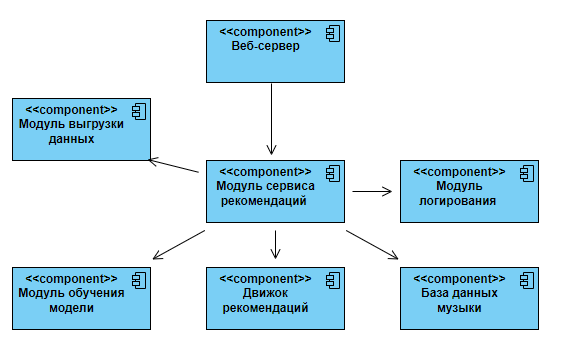 <<component>>
Веб-сервер
<<component>>
Модуль выгрузки
данных
<<component>>
Модуль сервиса
рекомендаций
<<component>>
Модуль
логирования
<<component>>
Модуль обучения
модели
<<component>>
Движок
рекомендаций
<<component>>
База данных
музыки